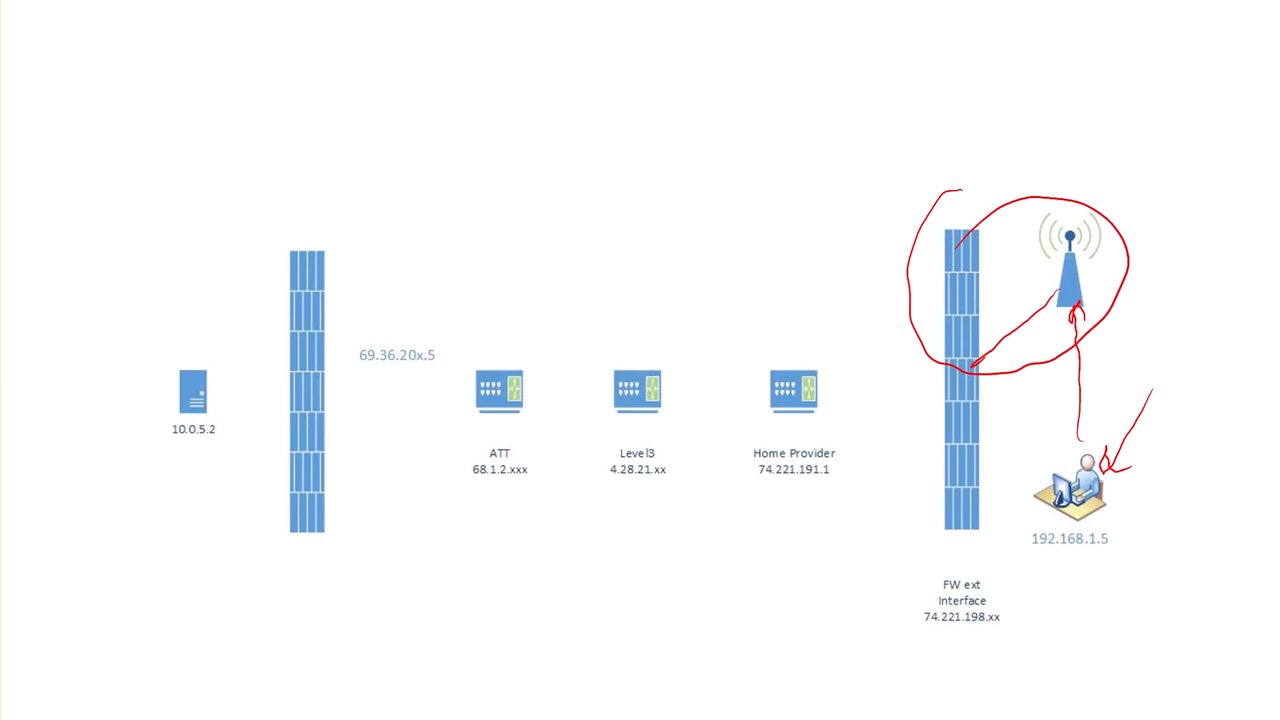 69.36.20x.5
10.0.5.2
ATT
68.1.2.xxx
Level3
4.28.21.xx
Home Provider
74.221.191.1
192.168.1.5
FW ext
Interface
74.221.198.xx